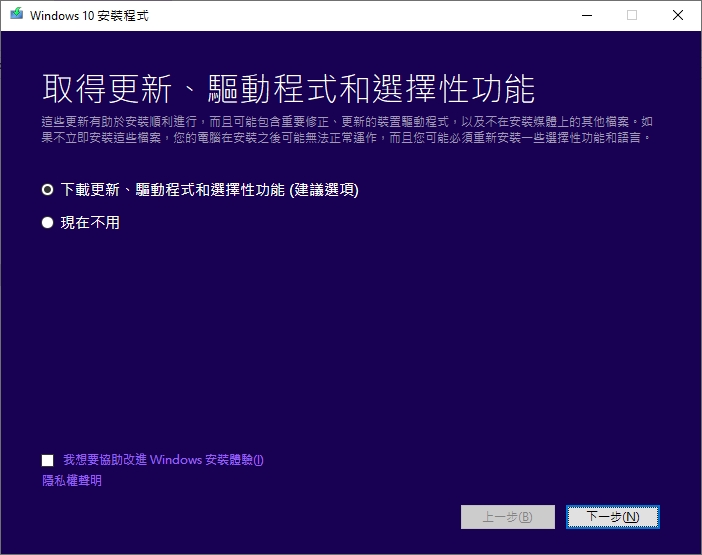 Windows 10 安裝程式
取得更新、驅動程式和選擇性功能
這些更新有助於安裝順利進行，而且可能包含重要修正、更新的裝置驅動程式，以及不在安裝媒體上的其他檔案。如
果不立即安裝這些檔案，您的電腦在安裝之後可能無法正常運作，而且您可能必須重新安裝一些選擇性功能和語言。
下載更新、驅動程式和選擇性功能 (建議選項)
現在不用
我想要協助改進 Windows 安裝體驗(I)
隱私權聲明
上一步(B)
下一步(N)